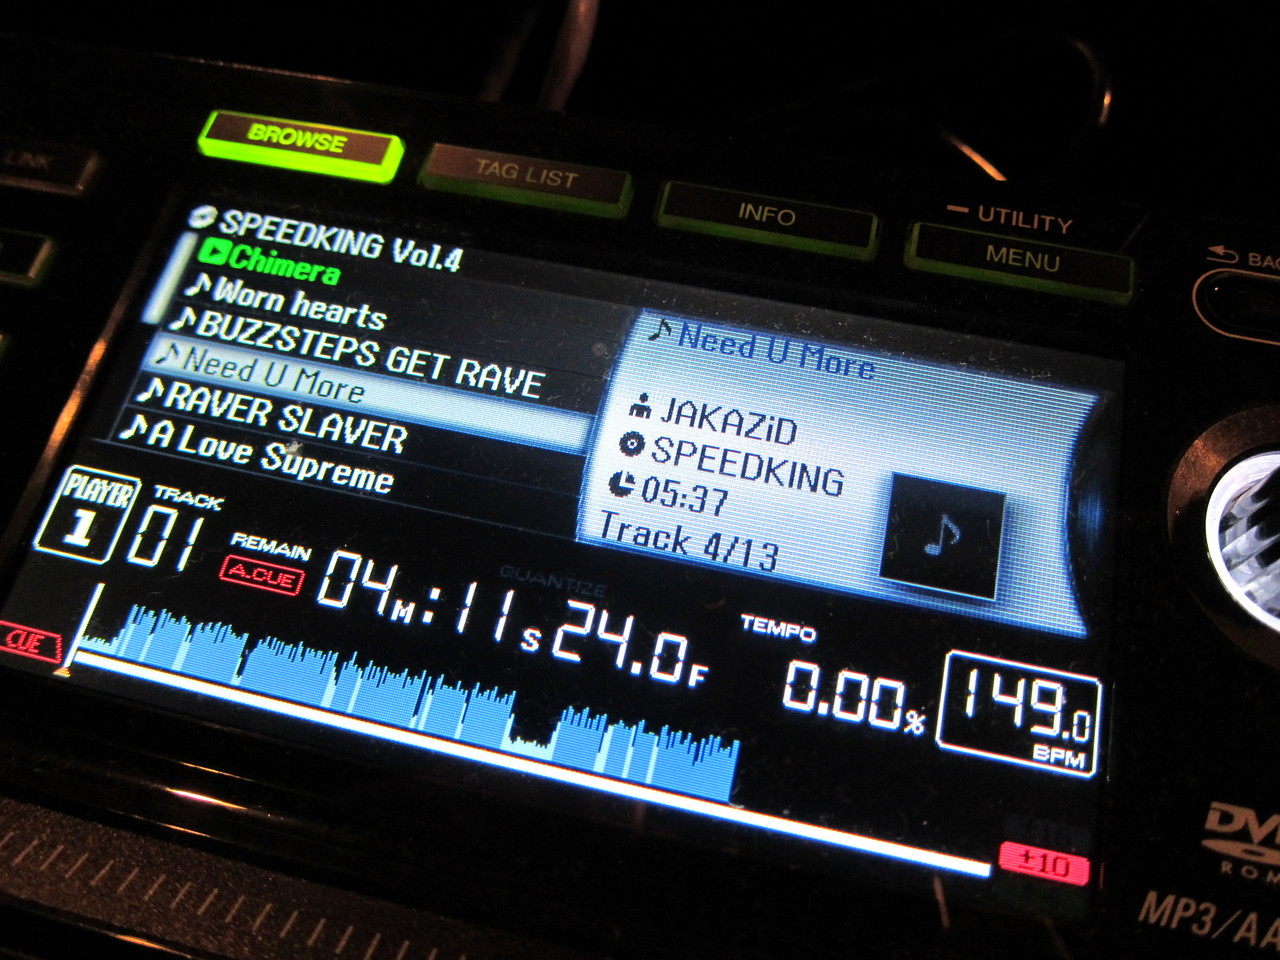 LINK
BROWSE
TAG LIST
INFO
UTILITY
MENU
SPEEDKING Vol.4
Chimera
Worn hearts
BUZZSTEPS GET RAVE
Need U More
RAVER SLAVER
A Love Supreme
Need U More
JAKAZiD
SPEEDKING
05:37
Track 4/13
PLAYER
1
TRACK
01
REMAIN
A.CUE
04M:11S24.0F
QUANTIZE
TEMPO
0.00%
149.0
BPM
CUE
±10
MP3/AA